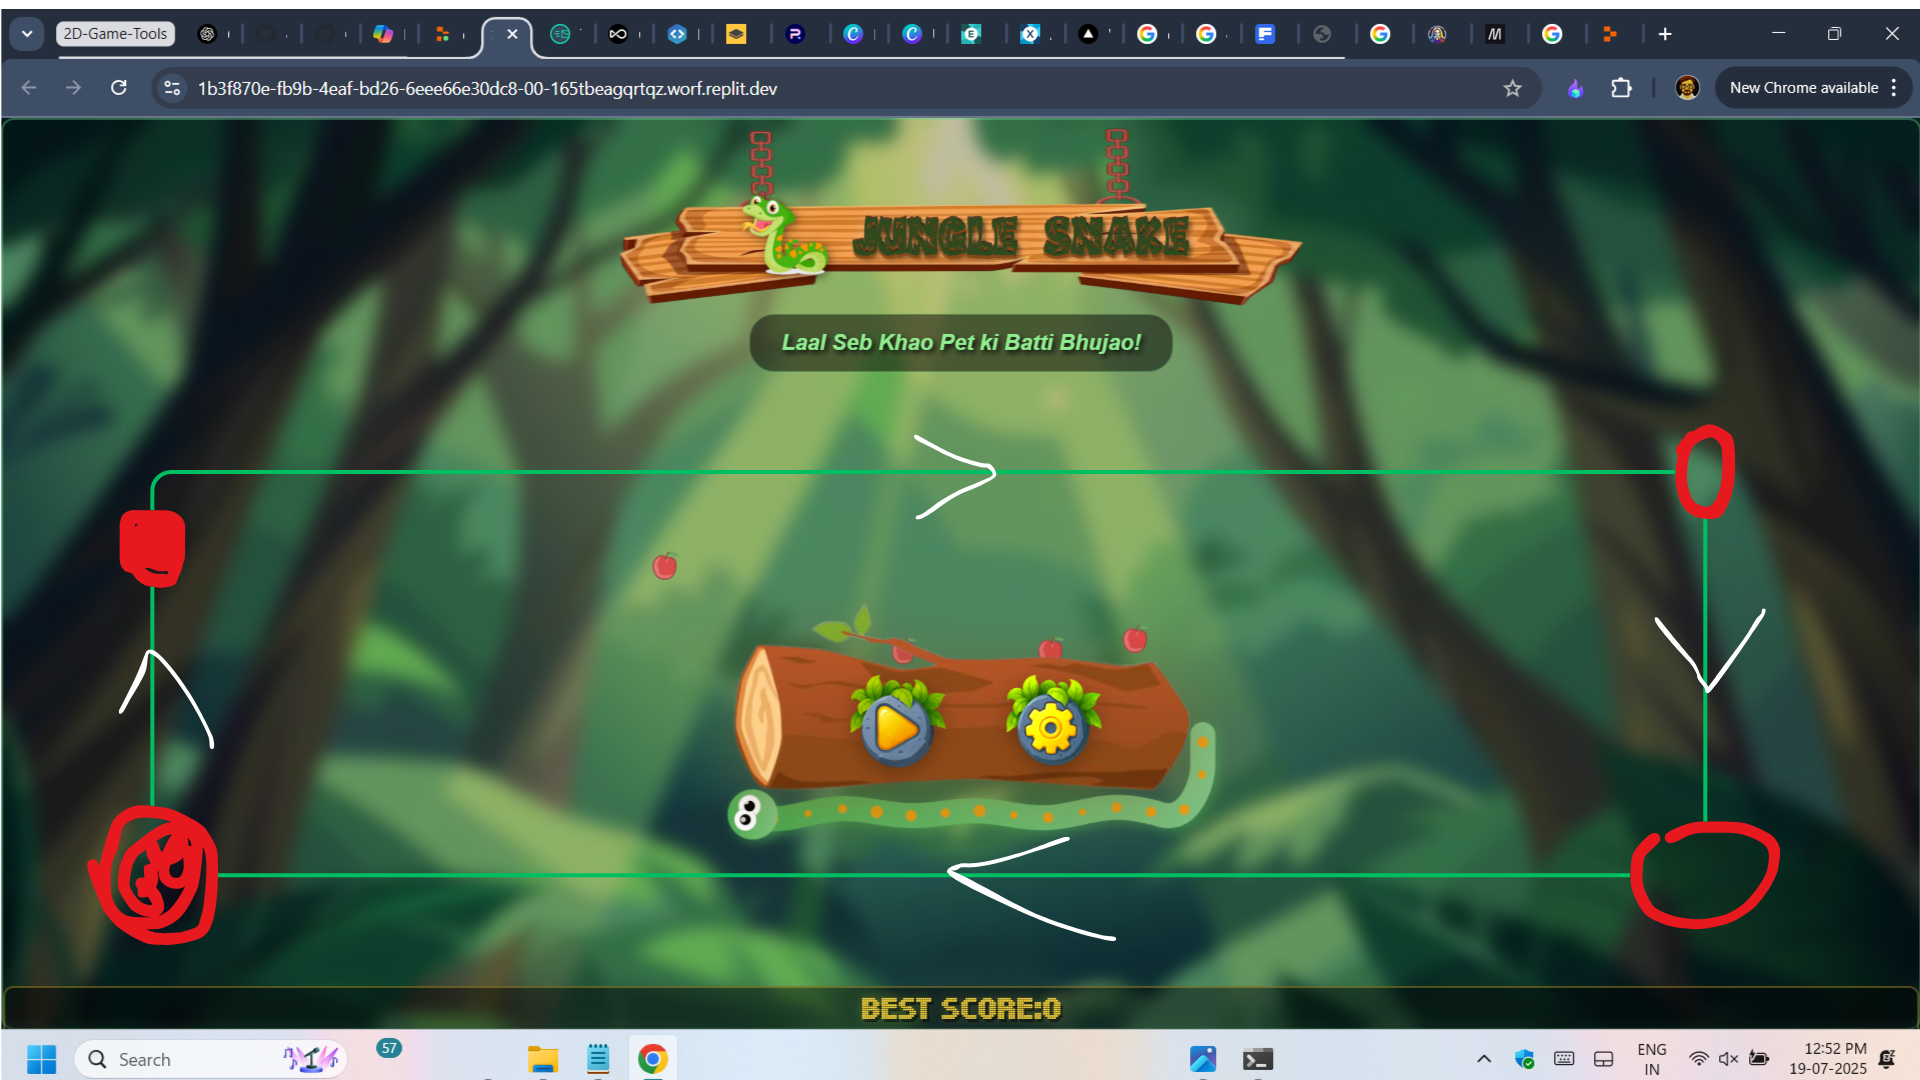 2D-Game-Tools
1b3f870e-fb9b-4eaf-bd26-6eee66e30dc8-00-165tbeagqrtqz.worf.replit.dev
New Chrome available
JUNGLE SNAKE
Laal Seb Khao Pet ki Batti Bhujao!
BEST SCORE:0
Search
57
ENG
IN
12:52 PM
19-07-2025